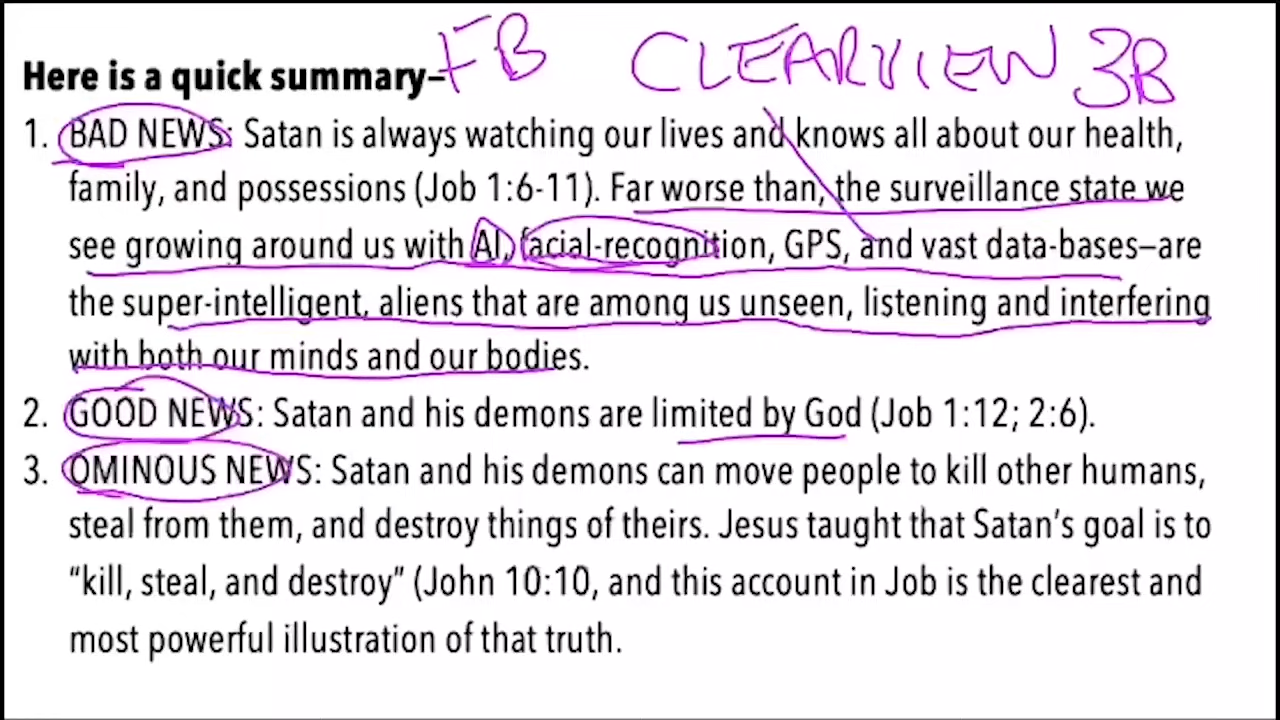 FB CLEARVIEW 3B
Here is a quick summary–
1. BAD NEWS: Satan is always watching our lives and knows all about our health,
family, and possessions (Job 1:6-11). Far worse than, the surveillance state we
see growing around us with AI, facial-recognition, GPS, and vast data-bases–are
the super-intelligent, aliens that are among us unseen, listening and interfering
with both our minds and our bodies.
2. GOOD NEWS: Satan and his demons are limited by God (Job 1:12; 2:6).
3. OMINOUS NEWS: Satan and his demons can move people to kill other humans,
steal from them, and destroy things of theirs. Jesus taught that Satan’s goal is to
“kill, steal, and destroy” (John 10:10, and this account in Job is the clearest and
most powerful illustration of that truth.